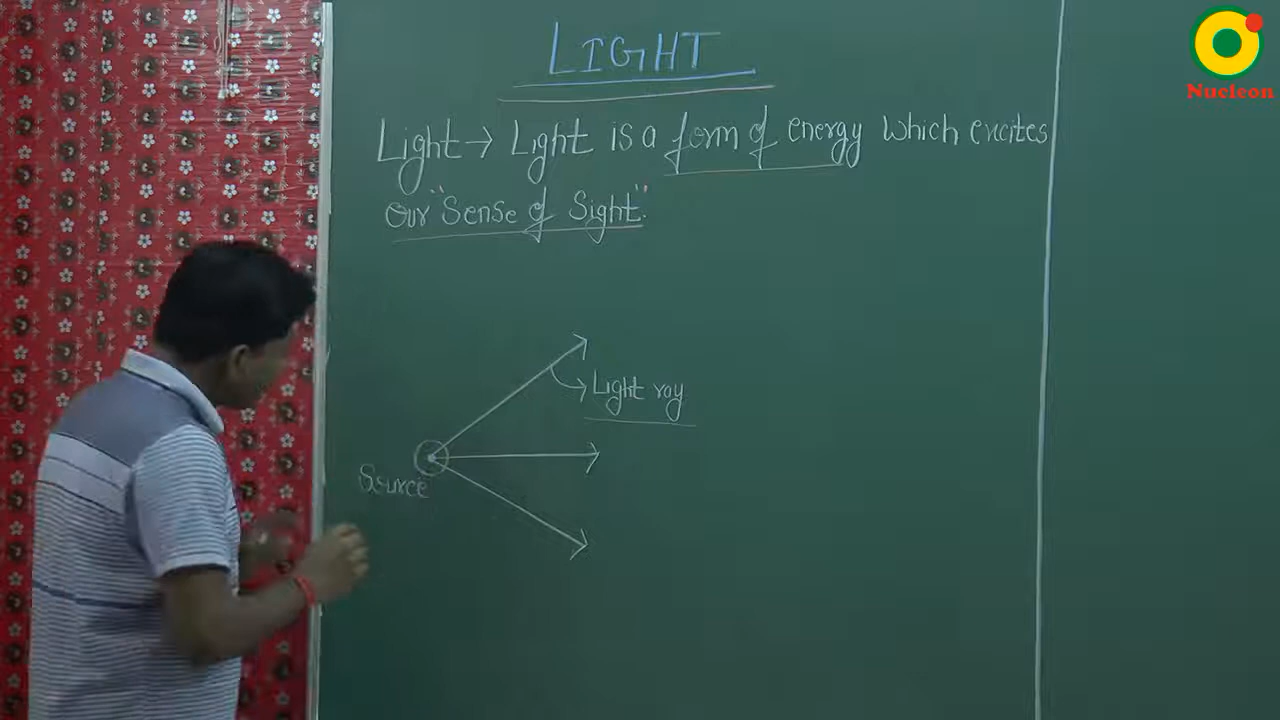 LIGHT
Light → Light is a form of energy which excites
our "Sense of Sight".
Light ray
Source
Nucleon